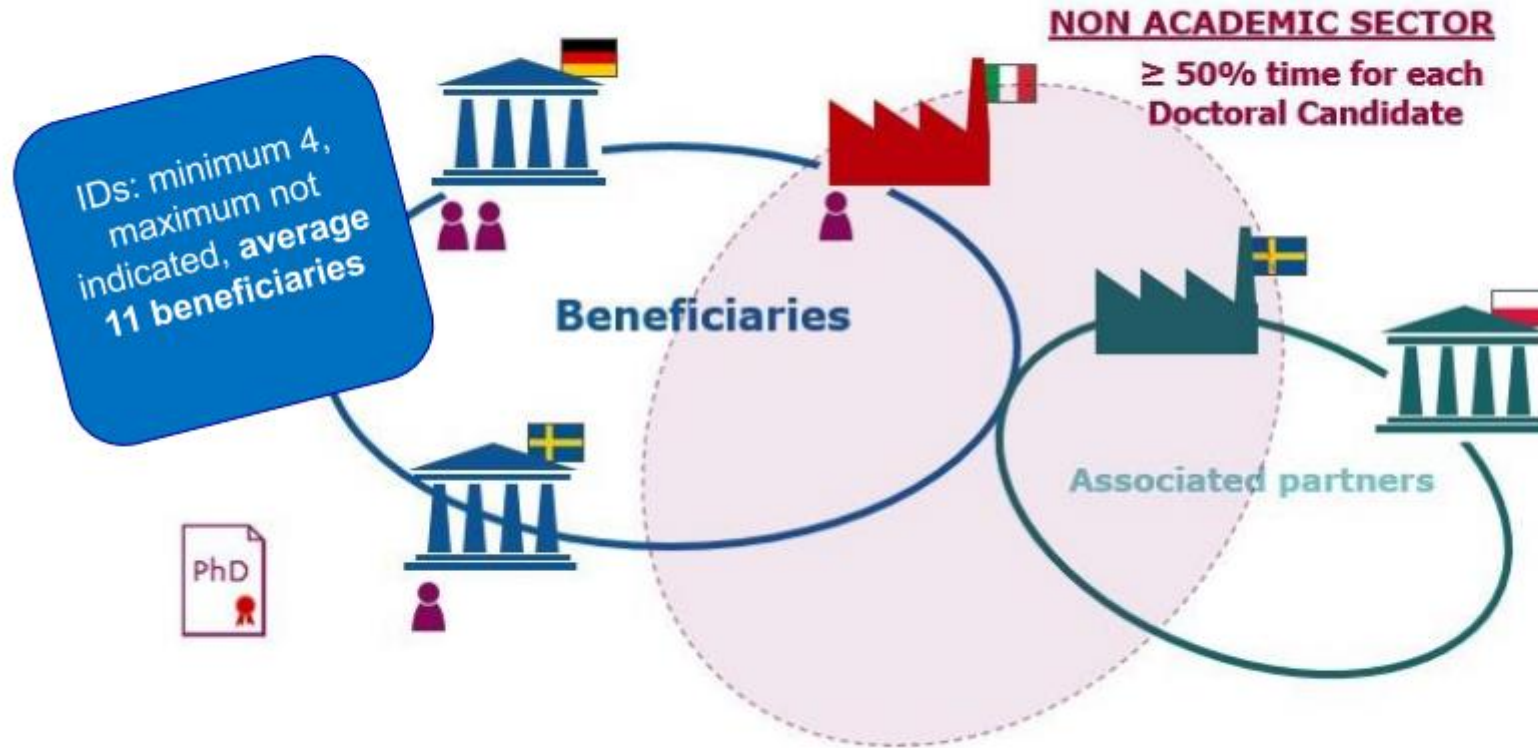 NON ACADEMIC SECTOR
≥ 50% time for each
Doctoral Candidate
IDs: minimum 4,
maximum not
indicated, average
11 beneficiaries
Beneficiaries
Associated partners
PhD